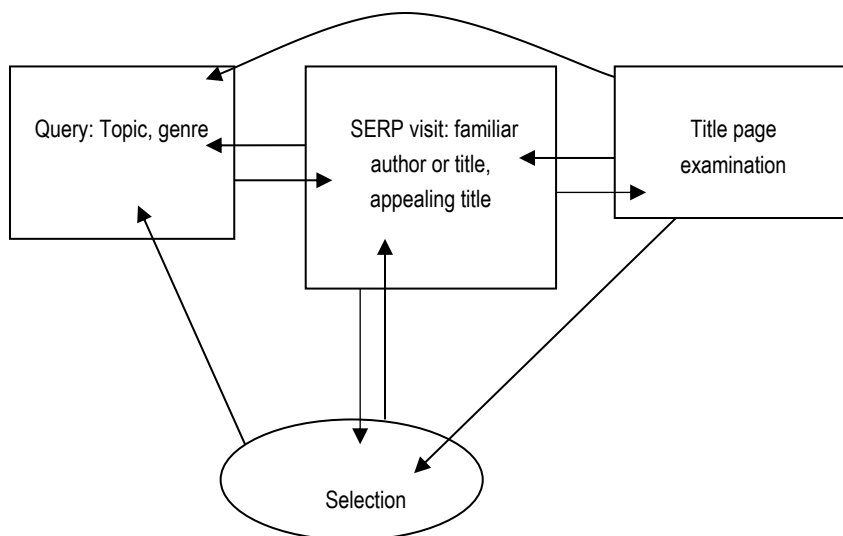 Query: Topic, genre
SERP visit: familiar
author or title,
appealing title
Title page
examination
Selection